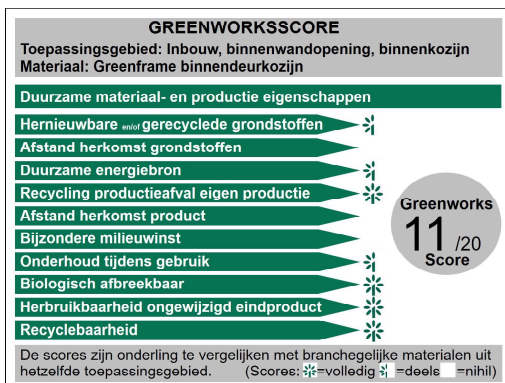 GREENWORKSSCORE
Toepassingsgebied: Inbouw, binnenwandopening, binnenkozijn
Materiaal: Greenframe binnendeurkozijn
Duurzame materiaal- en productie eigenschappen
Hernieuwbare en/of gerecyclede grondstoffen
Afstand herkomst grondstoffen
Duurzame energiebron
Recycling productieafval eigen productie
Afstand herkomst product
Bijzondere milieuwinst
Onderhoud tijdens gebruik
Biologisch afbreekbaar
Herbruikbaarheid ongewijzigd eindproduct
Recyclebaarheid
Greenworks
11 /20
Score
De scores zijn onderling te vergelijken met branchegelijke materialen uit
hetzelfde toepassingsgebied. (Scores: =volledig =deels =nihil)